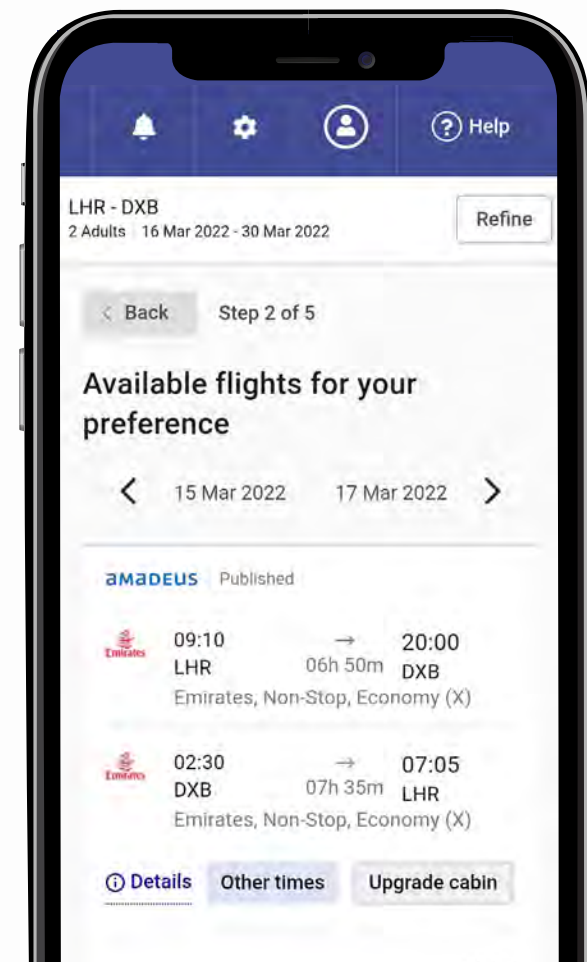 Help
LHR - DXB
2 Adults 16 Mar 2022 - 30 Mar 2022
Refine
< Back
Step 2 of 5
Available flights for your
preference
15 Mar 2022 17 Mar 2022
aмaDEUS Published
Emirates
09:10 → 20:00
LHR 06h 50m DXB
Emirates, Non-Stop, Economy (X)
Emirates
02:30 → 07:05
DXB 07h 35m LHR
Emirates, Non-Stop, Economy (X)
Details Other times Upgrade cabin